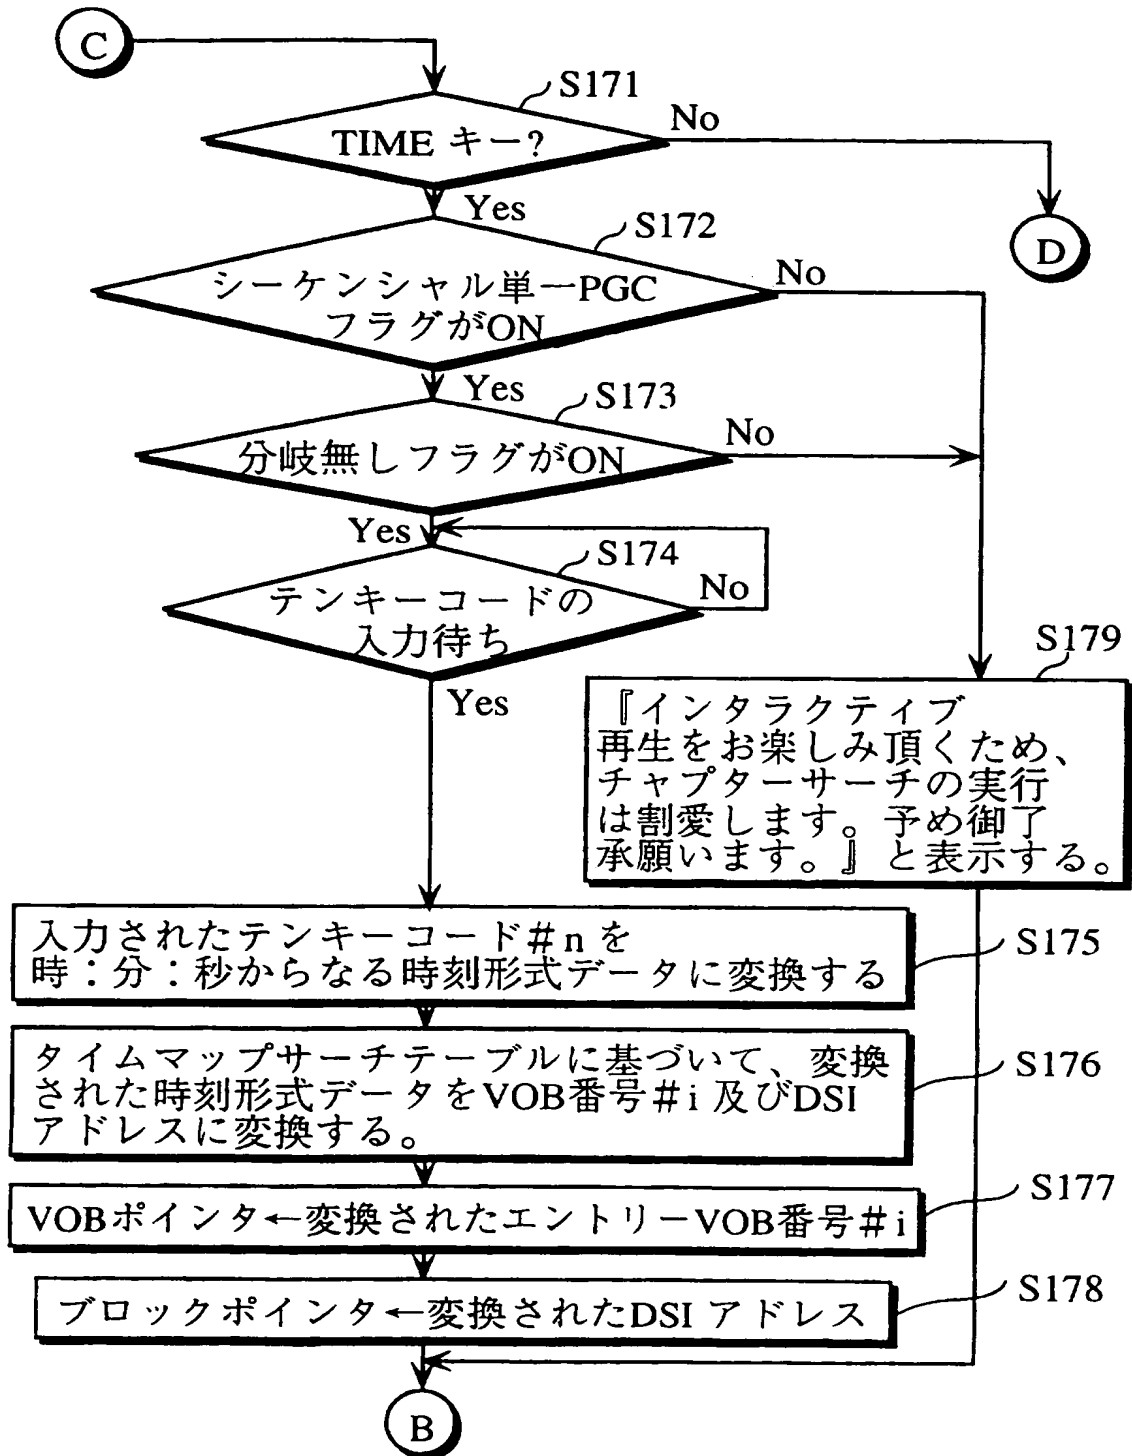 C
S171
TIME キー?
No
Yes
S172
D
シーケンシャル単一PGC
フラグがON
No
Yes
S173
分岐無しフラグがON
No
Yes
S174
テンキーコードの
入力待ち
No
Yes
S179
『インタラクティブ
再生をお楽しみ頂くため、
チャプターサーチの実行
は割愛します。予め御了
承願います。』と表示する。
入力されたテンキーコード#nを
時：分：秒からなる時刻形式データに変換する
S175
タイムマップサーチテーブルに基づいて、変換
された時刻形式データをVOB番号#i 及びDSI
アドレスに変換する。
S176
VOBポインタ←変換されたエントリーVOB番号#i
S177
ブロックポインタ←変換されたDSI アドレス
S178
B